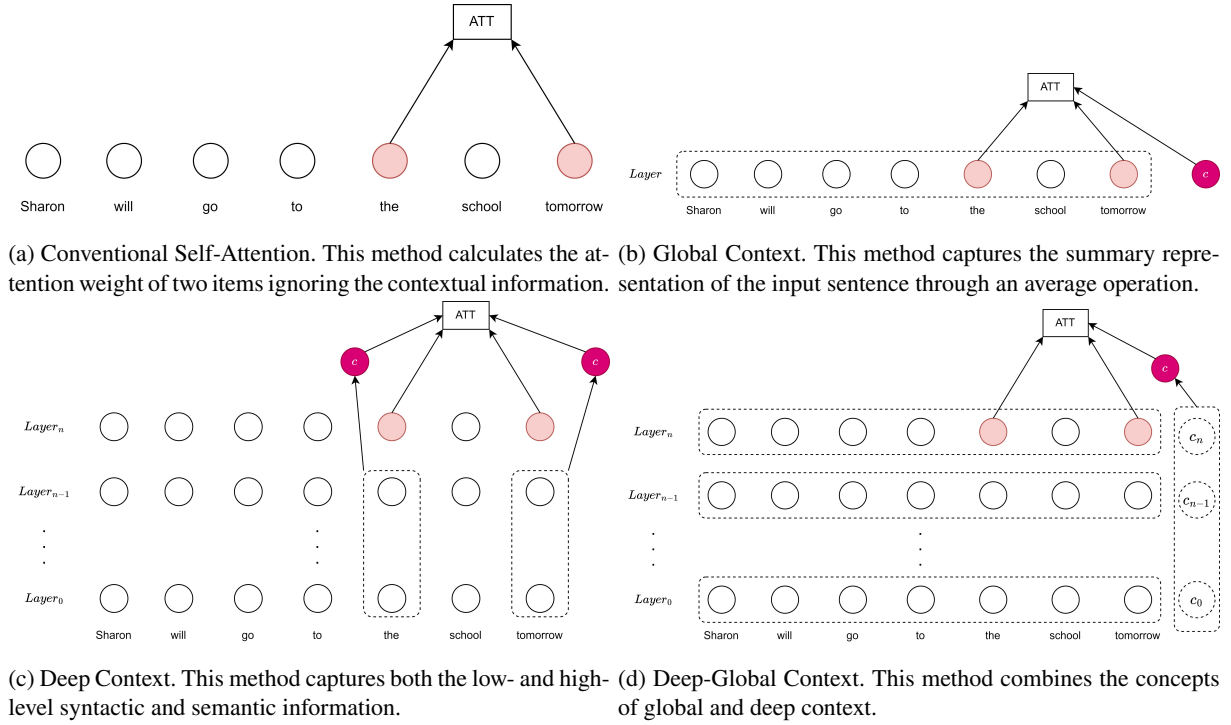 ATT
Sharon will go to the school tomorrow
(a) Conventional Self-Attention. This method calculates the at-
tention weight of two items ignoring the contextual information.
ATT
Layer c
Sharon will go to the school tomorrow
(b) Global Context. This method captures the summary repre-
sentation of the input sentence through an average operation.
ATT
c c
Layer_n
Layer_{n-1}
Layer_0
Sharon will go to the school tomorrow
(c) Deep Context. This method captures both the low- and high-
level syntactic and semantic information.
ATT
c
Layer_n c_n
Layer_{n-1} c_{n-1}
Layer_0 c_0
Sharon will go to the school tomorrow
(d) Deep-Global Context. This method combines the concepts
of global and deep context.